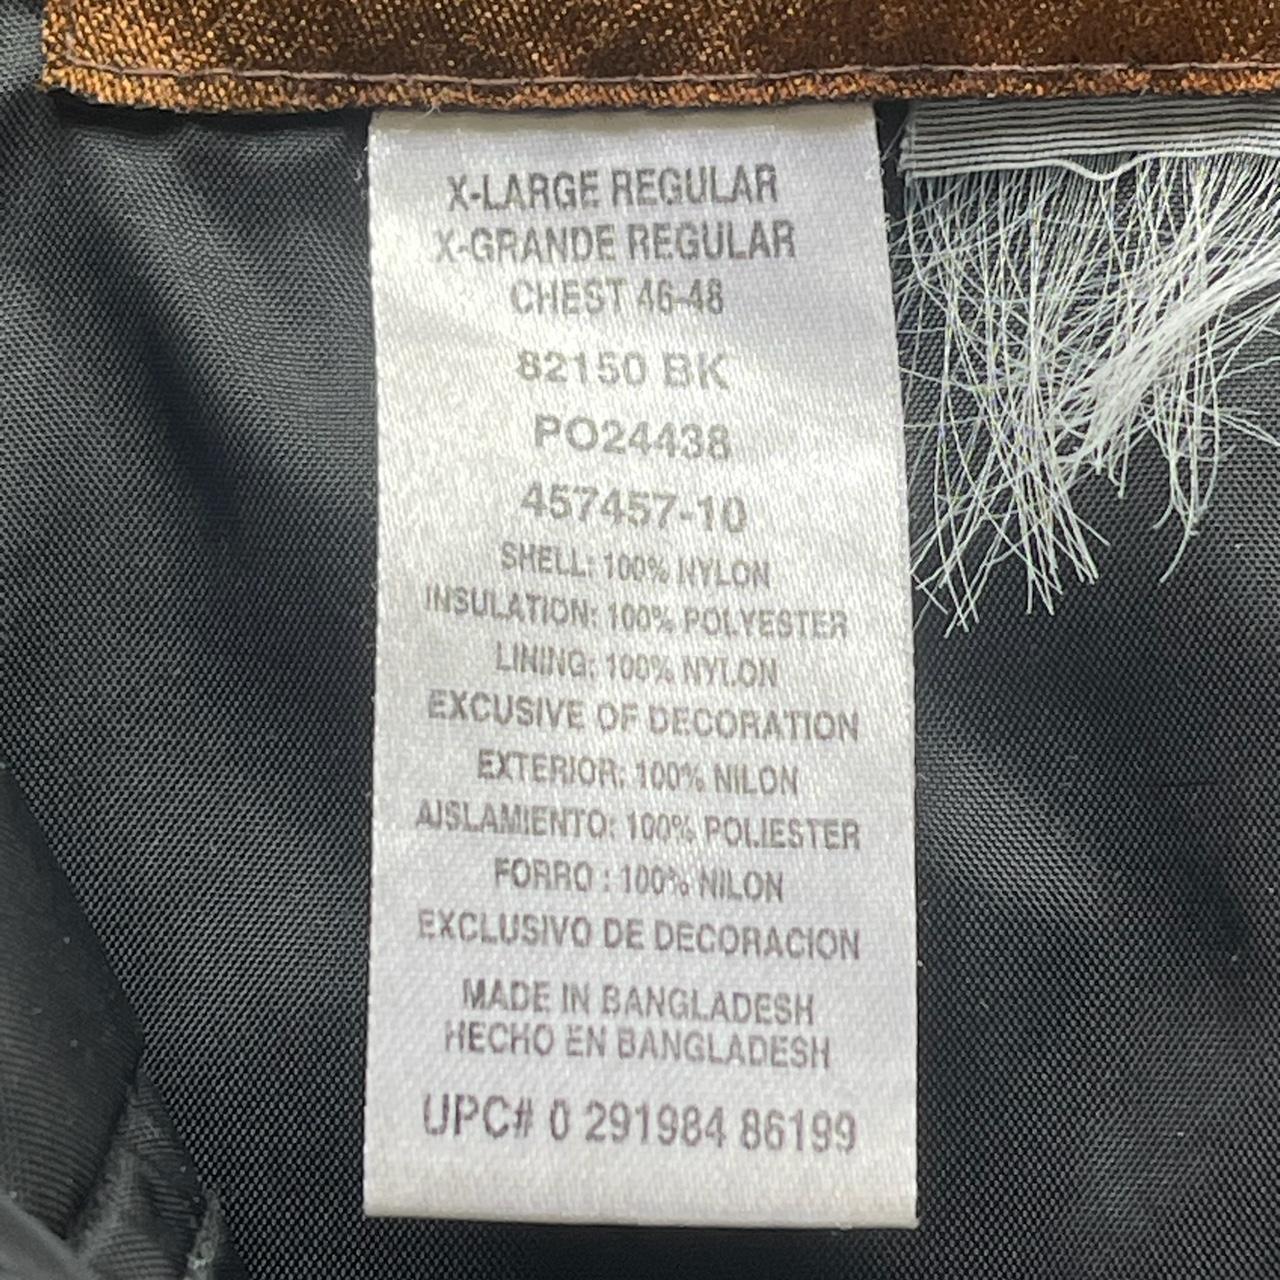 X-LARGE REGULAR
X-GRANDE REGULAR
CHEST 46-48
82150 BK
PO24438
457457-10
SHELL: 100% NYLON
INSULATION: 100% POLYESTER
LINING: 100% NYLON
EXCUSIVE OF DECORATION
EXTERIOR: 100% NILON
AISLAMIENTO: 100% POLIESTER
FORRO : 100% NILON
EXCLUSIVO DE DECORACION
MADE IN BANGLADESH
HECHO EN BANGLADESH
UPC# 0 291984 86199